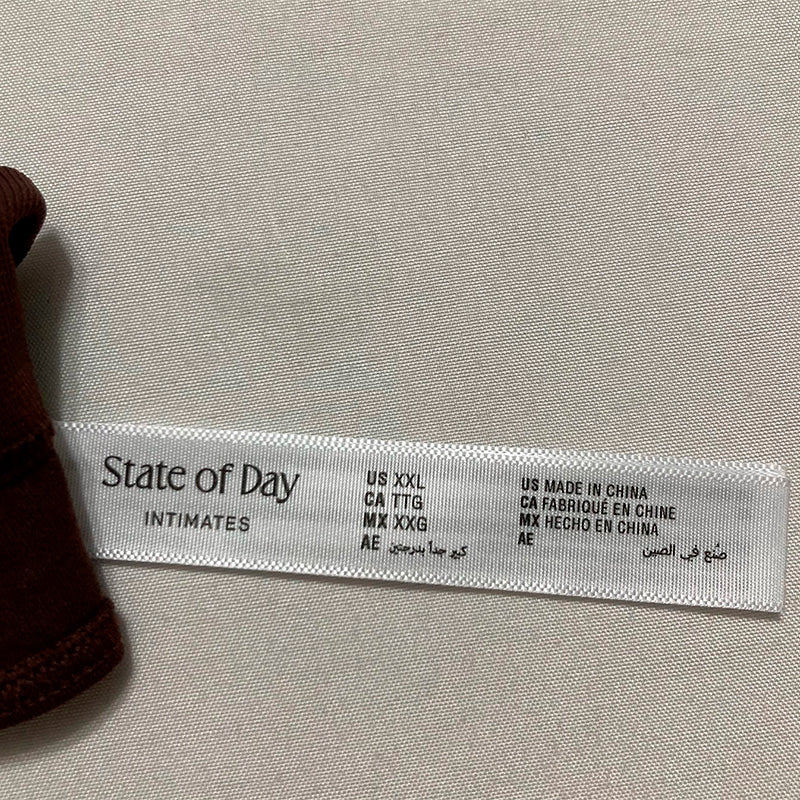 State of Day
INTIMATES
US XXL
CA TTG
MX XXG
AE كبير جداً بدرجتين
US MADE IN CHINA
CA FABRIQUÉ EN CHINE
MX HECHO EN CHINA
AE صُنع في الصين